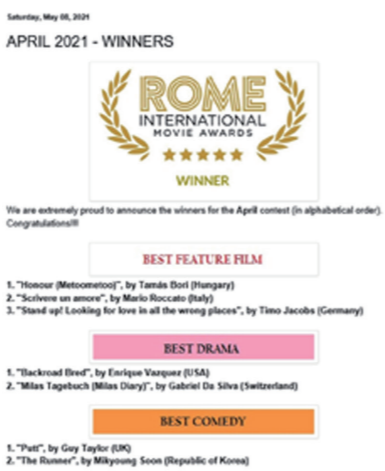 Saturday, May 08, 2021
APRIL 2021 - WINNERS
ROME
INTERNATIONAL
MOVIE AWARDS
WINNER
We are extremely proud to announce the winners for the April contest (in alphabetical order).
Congratulations!!!
BEST FEATURE FILM
1. "Honour (Metoometoo)", by Tamás Bori (Hungary)
2. "Scrivere un amore", by Mario Roccato (Italy)
3. "Stand up! Looking for love in all the wrong places", by Timo Jacobs (Germany)
BEST DRAMA
1. "Backroad Bred", by Enrique Vazquez (USA)
2. "Milas Tagebuch (Milas Diary)", by Gabriel Da Silva (Switzerland)
BEST COMEDY
1. "Putt", by Guy Taylor (UK)
2. "The Runner", by Mikyoung Soon (Republic of Korea)